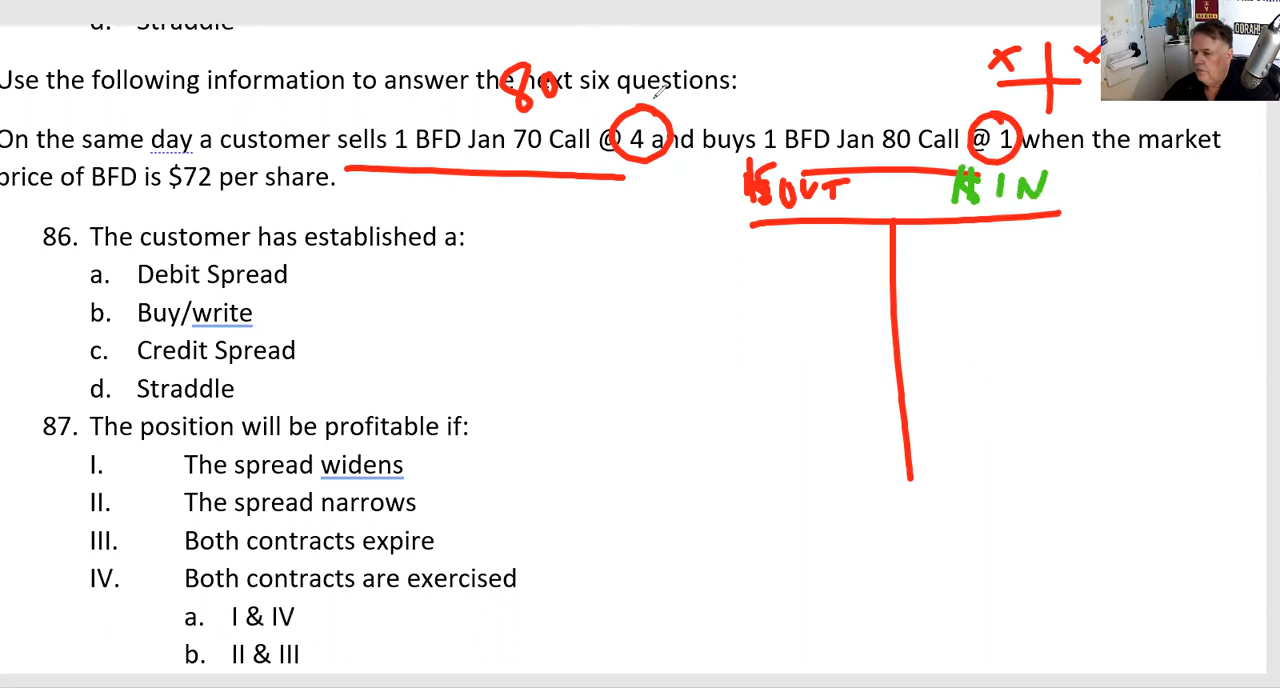 d. Straddle
Use the following information to answer the next six questions:
80
On the same day a customer sells 1 BFD Jan 70 Call @ 4 and buys 1 BFD Jan 80 Call @ 1 when the market
price of BFD is $72 per share.
$ OUT $ IN
86. The customer has established a:
a. Debit Spread
b. Buy/write
c. Credit Spread
d. Straddle
87. The position will be profitable if:
I. The spread widens
II. The spread narrows
III. Both contracts expire
IV. Both contracts are exercised
a. I & IV
b. II & III
x x
OORAH!